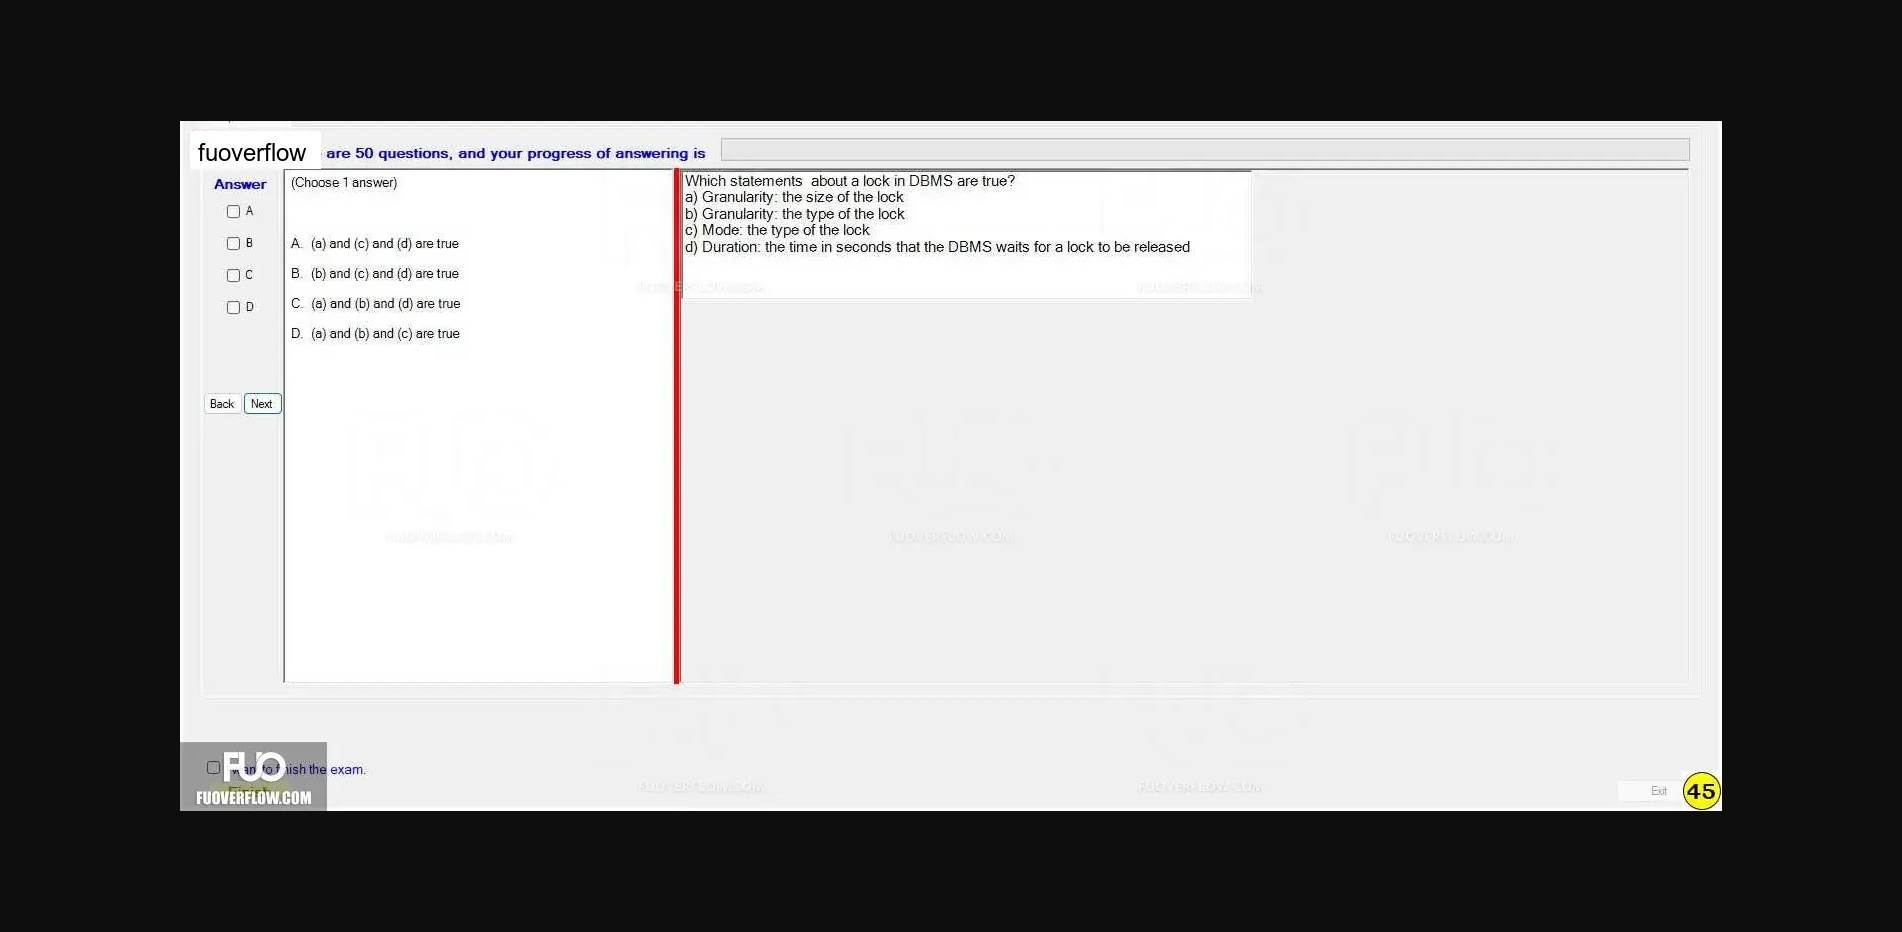 fuoverflow are 50 questions, and your progress of answering is
Answer
A
B
C
D
Back Next
(Choose 1 answer)
A. (a) and (c) and (d) are true
B. (b) and (c) and (d) are true
C. (a) and (b) and (d) are true
D. (a) and (b) and (c) are true
Which statements about a lock in DBMS are true?
a) Granularity: the size of the lock
b) Granularity: the type of the lock
c) Mode: the type of the lock
d) Duration: the time in seconds that the DBMS waits for a lock to be released
FUOVERFLOW.COM FUOVERFLOW.COM
FUOVERFLOW.COM FUOVERFLOW.COM FUOVERFLOW.COM
FUO
the exam.
FUOVERFLOW.COM
FUOVERFLOW.COM FUOVERFLOW.COM
Exit 45